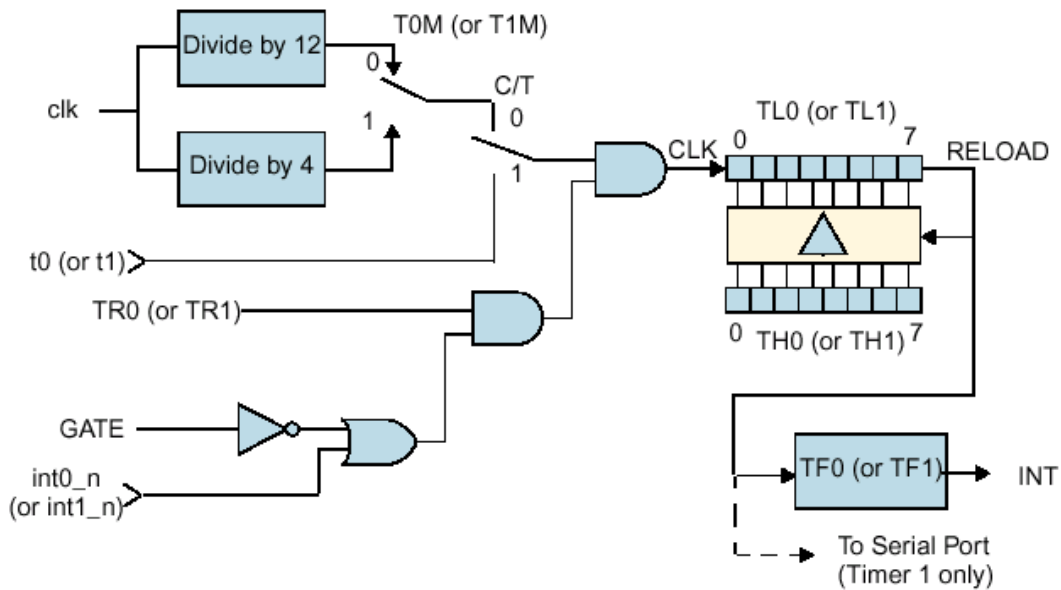 T0M (or T1M)
Divide by 12
0
C/T
clk
0
TL0 (or TL1)
1
0
7
CLK
RELOAD
Divide by 4
1
t0 (or t1)
TR0 (or TR1)
0
7
TH0 (or TH1)
GATE
TF0 (or TF1)
INT
int0_n
(or int1_n)
To Serial Port
(Timer 1 only)